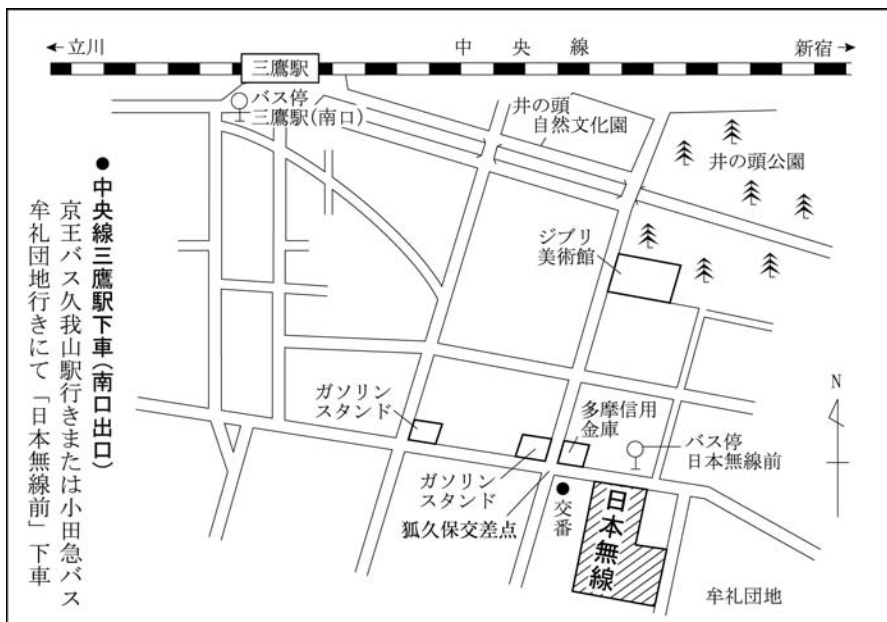 ←立川
中央線
新宿→
三鷹駅
バス停
三鷹駅(南口)
井の頭
自然文化園
井の頭公園
ジブリ
美術館
●中央線三鷹駅下車(南口出口)
京王バス久我山駅行きまたは小田急バス
牟礼団地行きにて「日本無線前」下車
ガソリン
スタンド
多摩信用
金庫
バス停
日本無線前
N
ガソリン
スタンド
狐久保交差点
交番
日本無線
牟礼団地